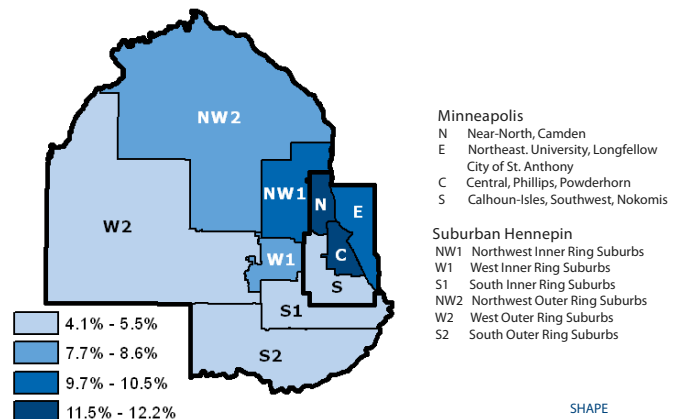 NW2
NW1
N
E
W2
W1
C
S
S1
S2
4.1% - 5.5%
7.7% - 8.6%
9.7% - 10.5%
11.5% - 12.2%
Minneapolis
N Near-North, Camden
E Northeast. University, Longfellow
City of St. Anthony
C Central, Phillips, Powderhorn
S Calhoun-Isles, Southwest, Nokomis
Suburban Hennepin
NW1 Northwest Inner Ring Suburbs
W1 West Inner Ring Suburbs
S1 South Inner Ring Suburbs
NW2 Northwest Outer Ring Suburbs
W2 West Outer Ring Suburbs
S2 South Outer Ring Suburbs
SHAPE